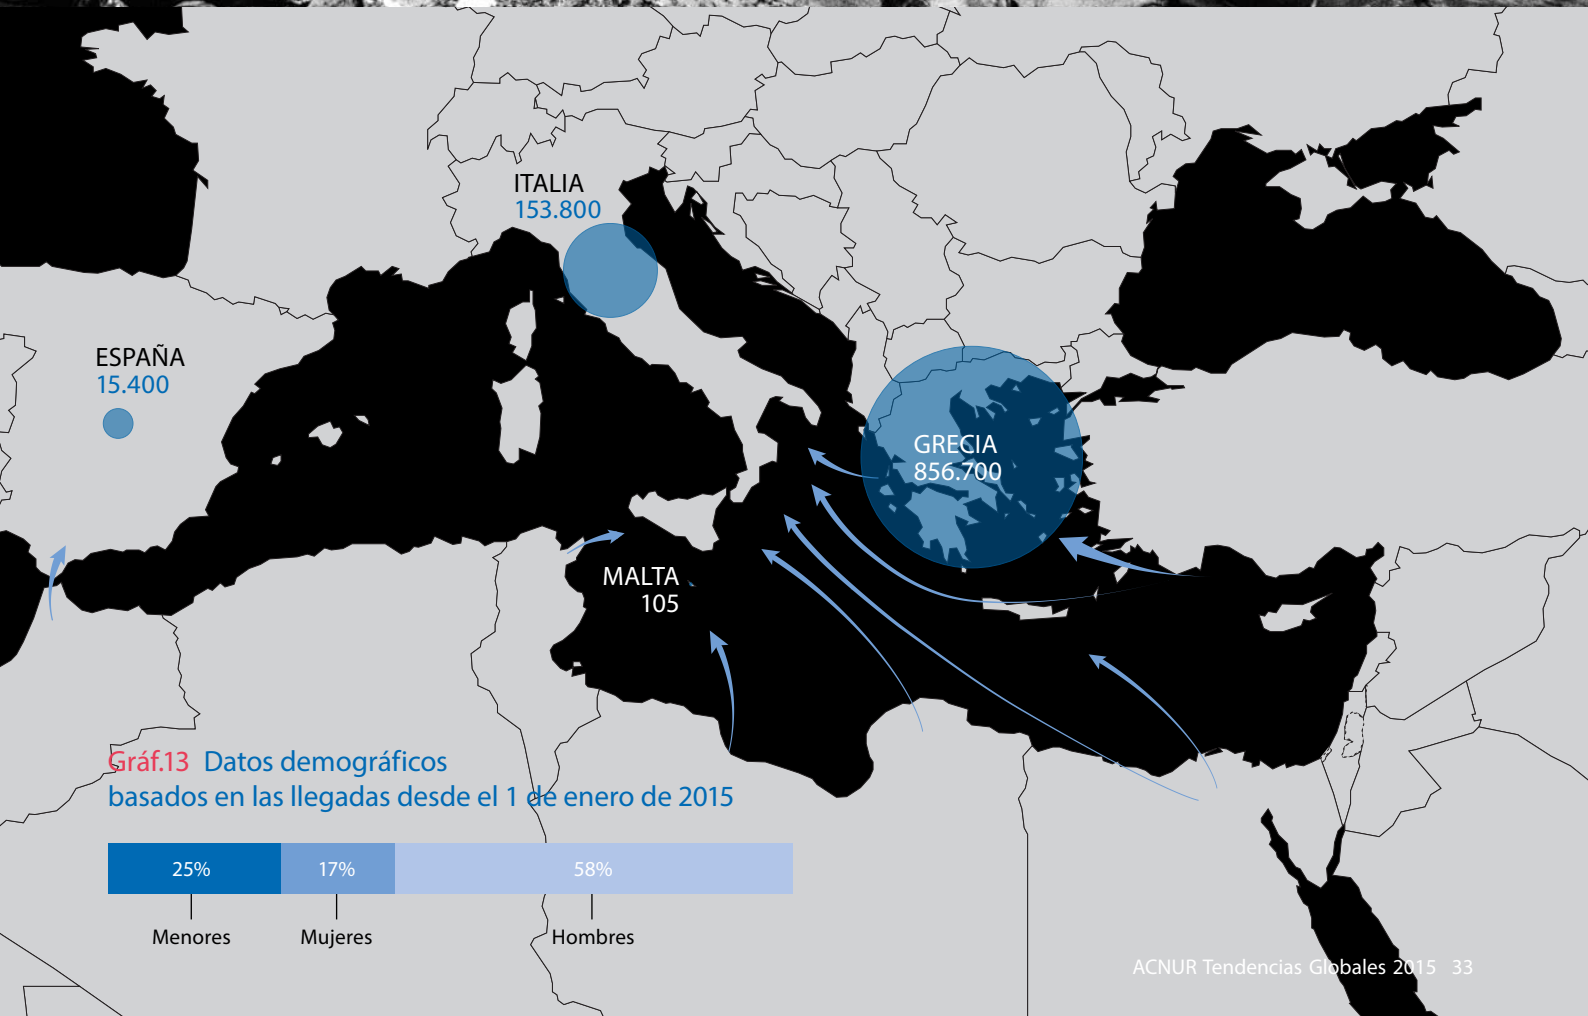 ITALIA
153.800
ESPAÑA
15.400
GRECIA
856.700
MALTA
105
Gráf.13 Datos demográficos
basados en las llegadas desde el 1 de enero de 2015
25% 17% 58%
Menores Mujeres Hombres
ACNUR Tendencias Globales 2015 33